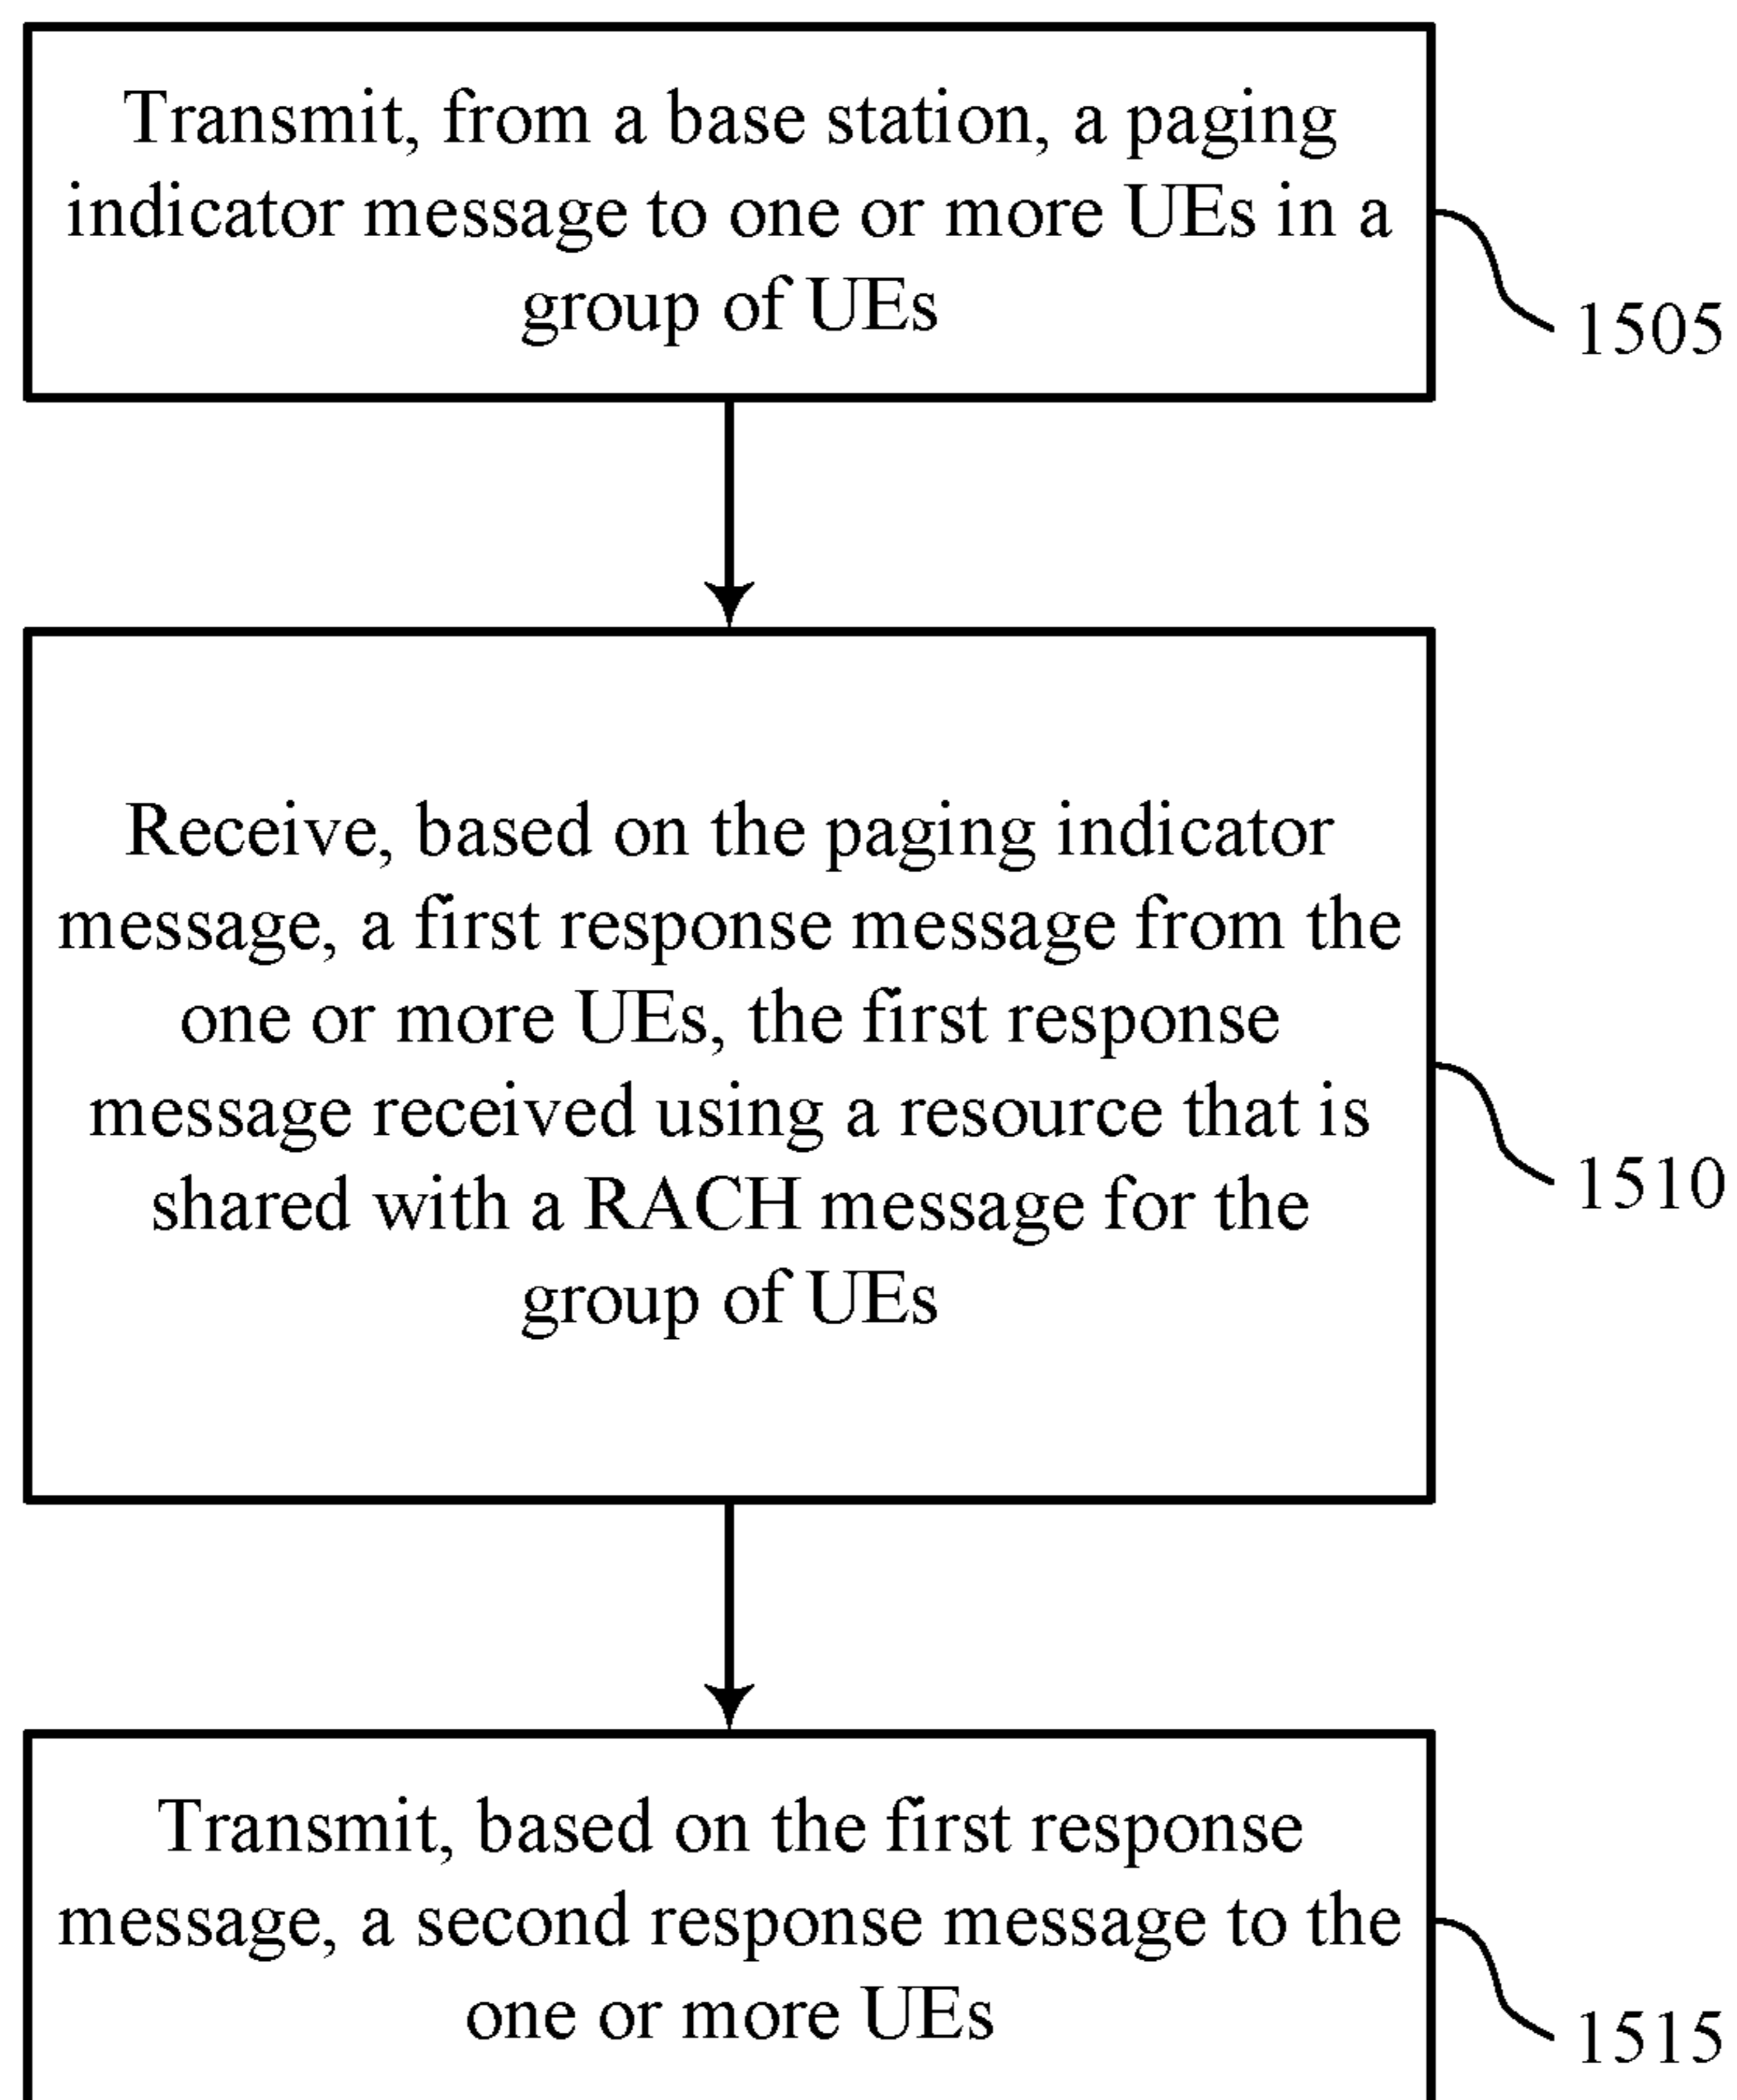 Transmit, from a base station, a paging
indicator message to one or more UEs in a
group of UEs
1505
Receive, based on the paging indicator
message, a first response message from the
one or more UEs, the first response
message received using a resource that is
shared with a RACH message for the
group of UEs
1510
Transmit, based on the first response
message, a second response message to the
one or more UEs
1515